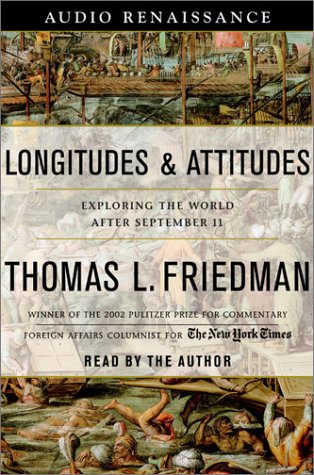 AUDIO RENAISSANCE
LONGITUDES & ATTITUDES
EXPLORING THE WORLD
AFTER SEPTEMBER 11
THOMAS L. FRIEDMAN
WINNER OF THE 2002 PULITZER PRIZE FOR COMMENTARY
FOREIGN AFFAIRS COLUMNIST FOR The New York Times
READ BY THE AUTHOR